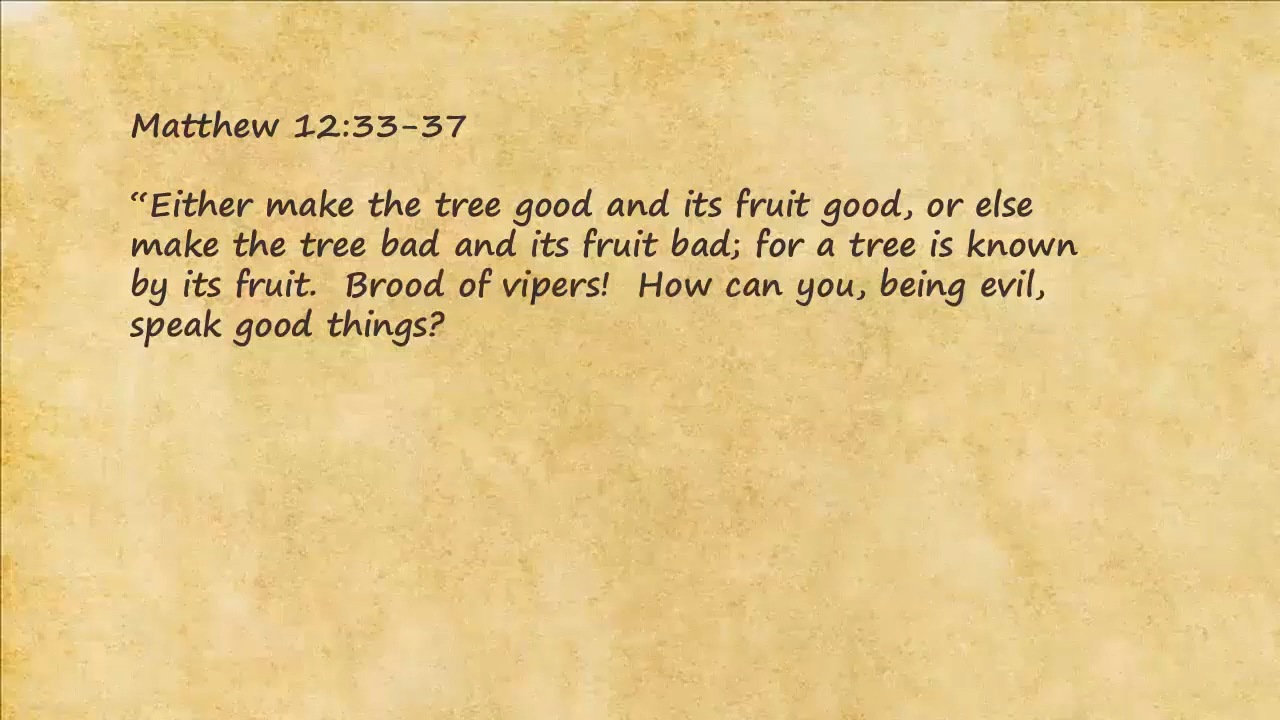 Matthew 12:33-37
“Either make the tree good and its fruit good, or else
make the tree bad and its fruit bad; for a tree is known
by its fruit.  Brood of vipers!  How can you, being evil,
speak good things?